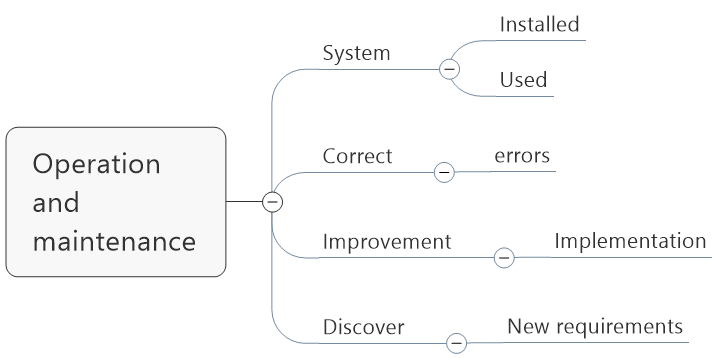 Operation
and
maintenance
System
Installed
Used
Correct
errors
Improvement
Implementation
Discover
New requirements